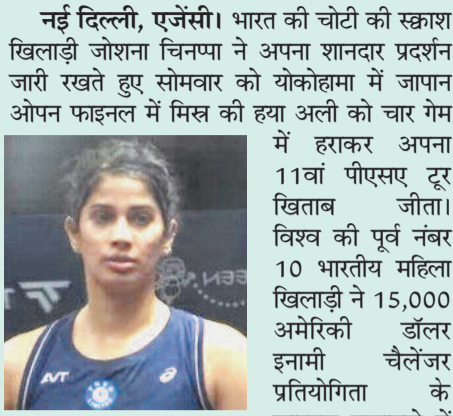 नई दिल्ली, एजेंसी। भारत की चोटी की स्क्वाश
खिलाड़ी जोशना चिनप्पा ने अपना शानदार प्रदर्शन
जारी रखते हुए सोमवार को योकोहामा में जापान
ओपन फाइनल में मिस्र की हया अली को चार गेम
में हराकर अपना
11वां पीएसए टूर
खिताब जीता।
विश्व की पूर्व नंबर
10 भारतीय महिला
खिलाड़ी ने 15,000
अमेरिकी डॉलर
इनामी चैलेंजर
प्रतियोगिता के
AVT